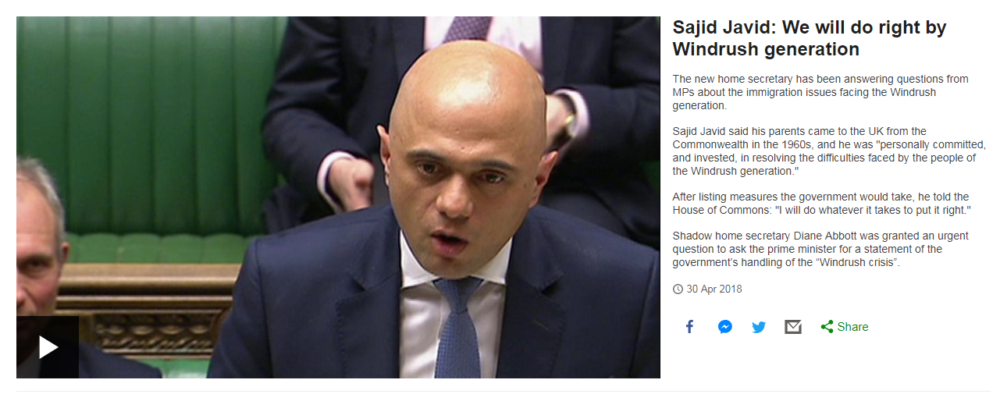 Sajid Javid: We will do right by
Windrush generation
The new home secretary has been answering questions from
MPs about the immigration issues facing the Windrush
generation.
Sajid Javid said his parents came to the UK from the
Commonwealth in the 1960s, and he was "personally committed,
and invested, in resolving the difficulties faced by the people of
the Windrush generation."
After listing measures the government would take, he told the
House of Commons: "I will do whatever it takes to put it right."
Shadow home secretary Diane Abbott was granted an urgent
question to ask the prime minister for a statement of the
government’s handling of the “Windrush crisis”.
30 Apr 2018
Share